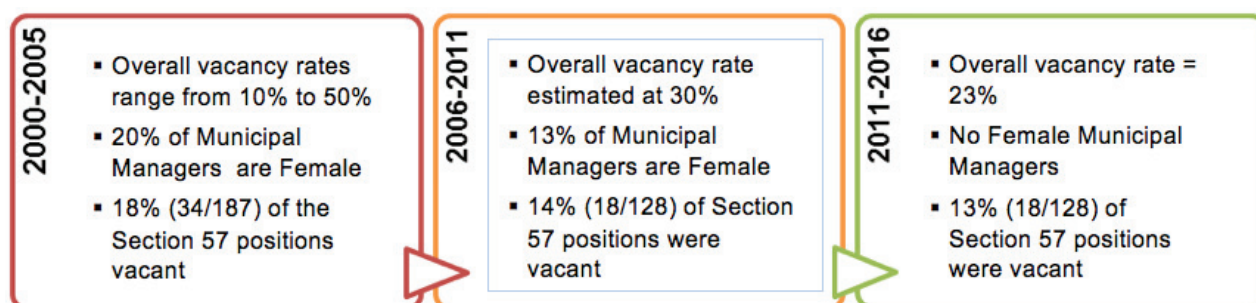 2000-2005
▪ Overall vacancy rates
range from 10% to 50%
▪ 20% of Municipal
Managers are Female
▪ 18% (34/187) of the
Section 57 positions
vacant
2006-2011
▪ Overall vacancy rate
estimated at 30%
▪ 13% of Municipal
Managers are Female
▪ 14% (18/128) of Section
57 positions were
vacant
2011-2016
▪ Overall vacancy rate =
23%
▪ No Female Municipal
Managers
▪ 13% (18/128) of
Section 57 positions
were vacant